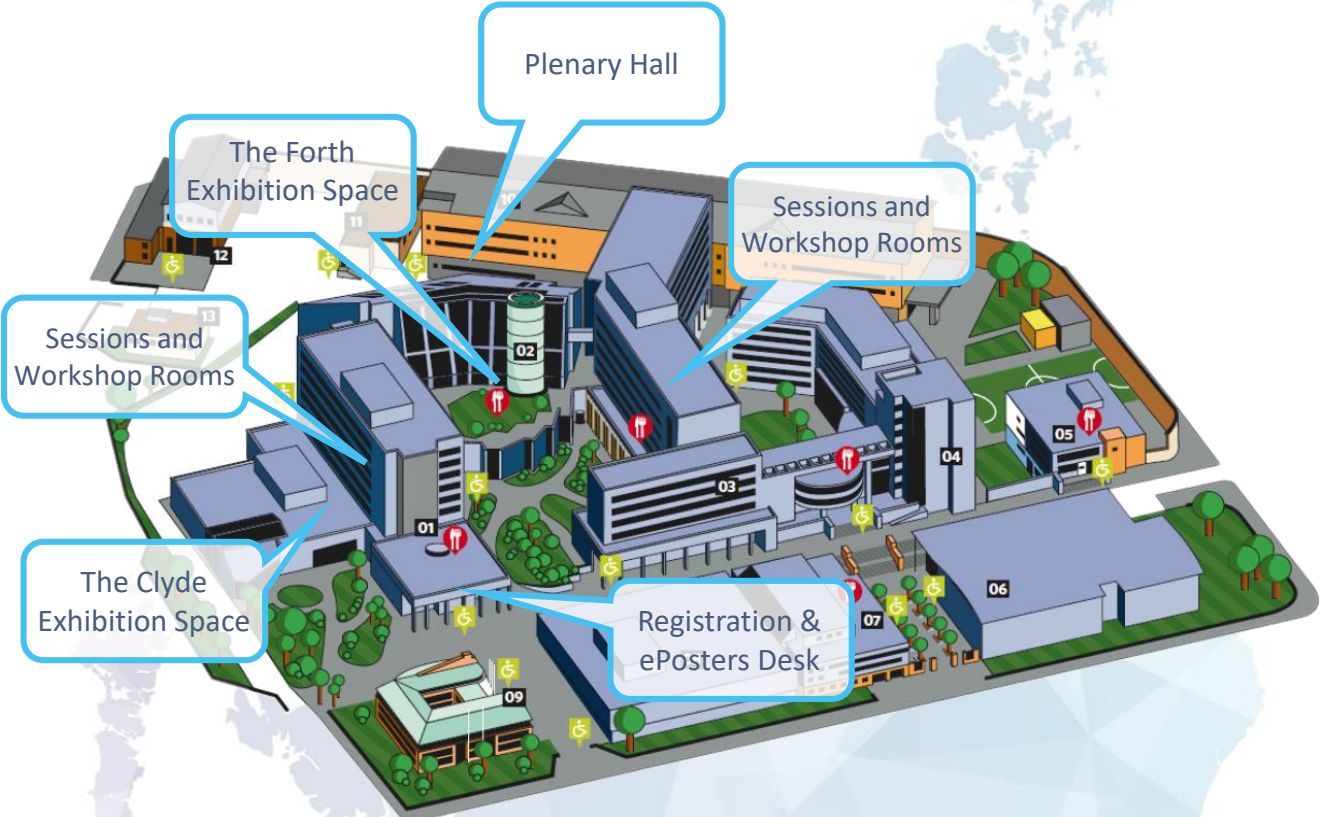 Plenary Hall
The Forth
Exhibition Space
10
Sessions and
Workshop Rooms
11
12
13
Sessions and
Workshop Rooms
02
05
04
03
01
The Clyde
Exhibition Space
Registration &
ePosters Desk
06
07
09